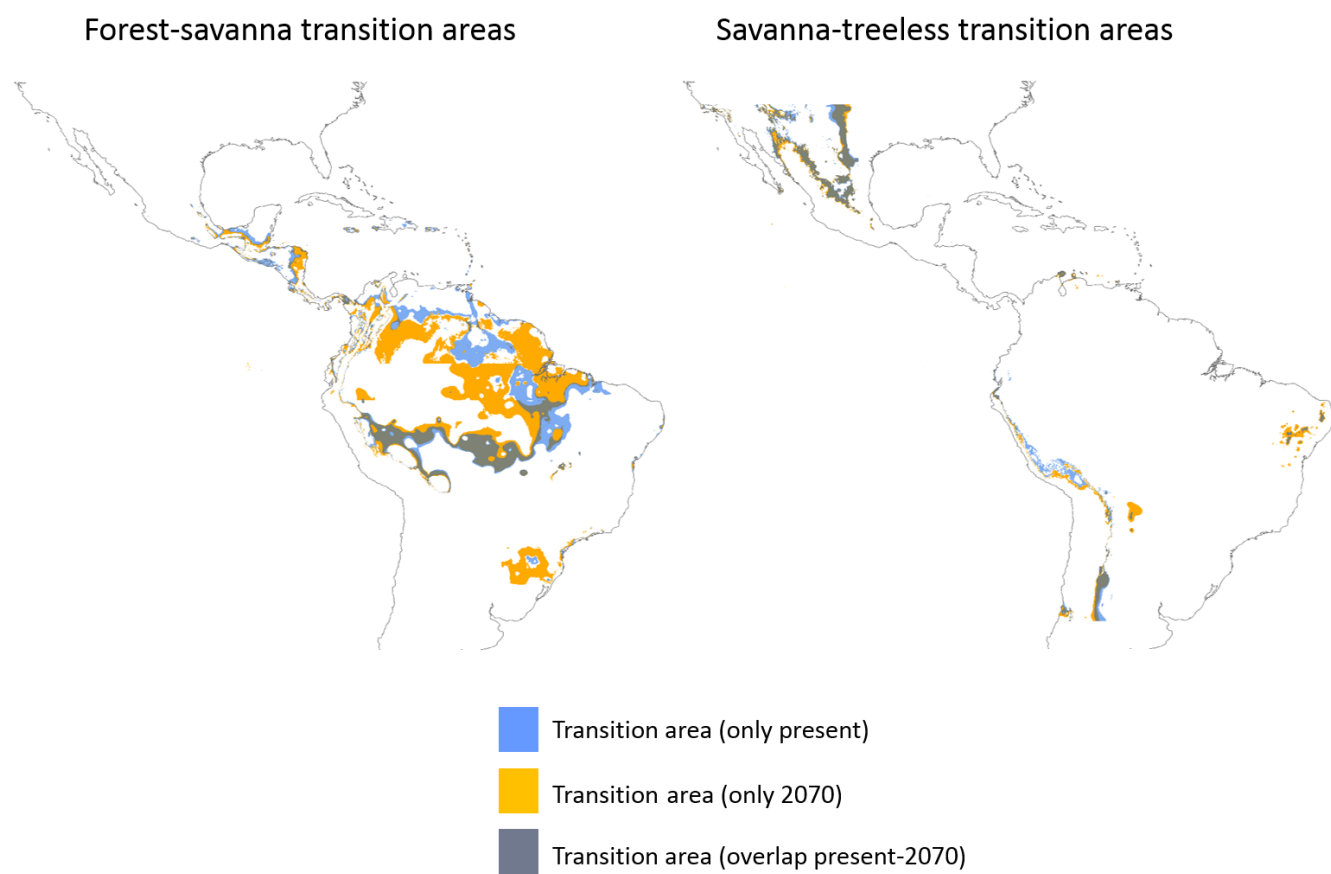 Forest-savanna transition areas
Savanna-treeless transition areas
Transition area (only present)
Transition area (only 2070)
Transition area (overlap present-2070)